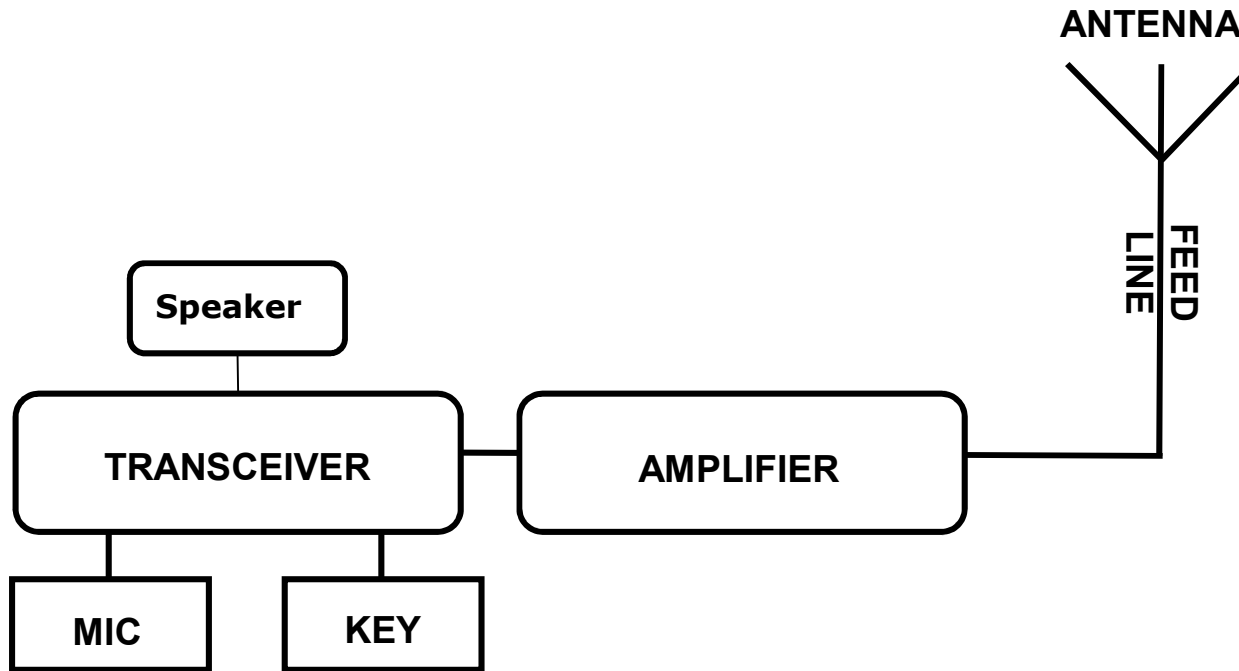 ANTENNA
FEED
LINE
Speaker
TRANSCEIVER
AMPLIFIER
MIC
KEY